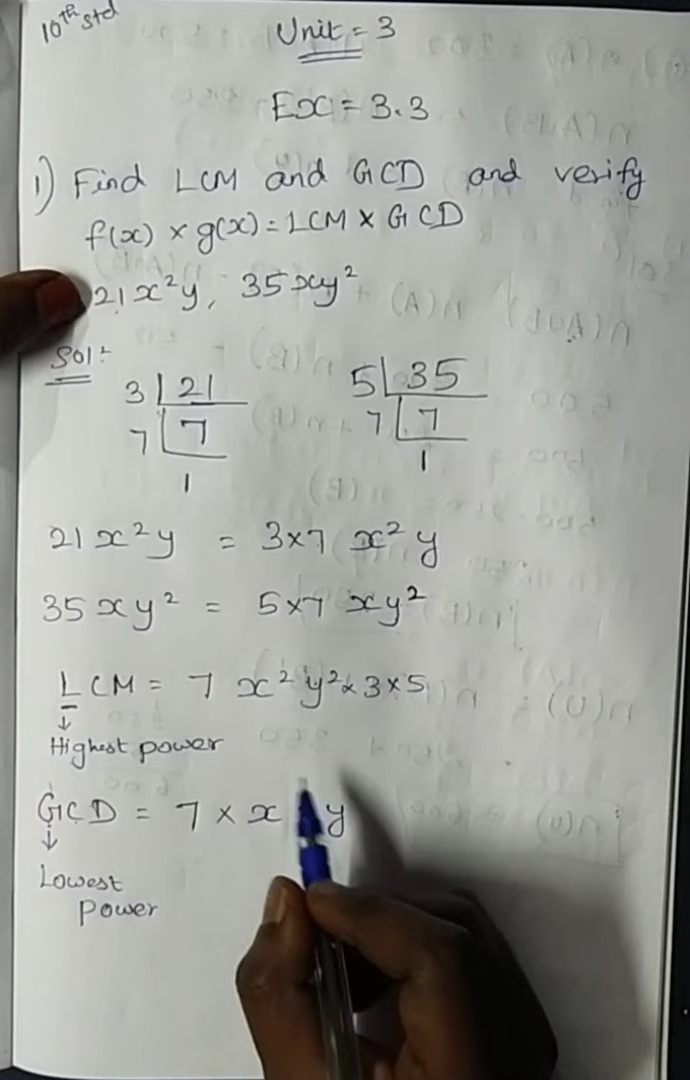 10th std
Unit = 3
Ex = 3.3
1) Find LCM and GCD and verify
f(x) × g(x) = LCM × GCD
21x²y, 35xy²
Sol:
3 | 21
7 | 7
1
5 | 35
7 | 7
1
21x²y = 3×7 x²y
35xy² = 5×7 xy²
LCM = 7 x² y² × 3 × 5
↓
Highest power
GCD = 7 × x y
↓
Lowest
power